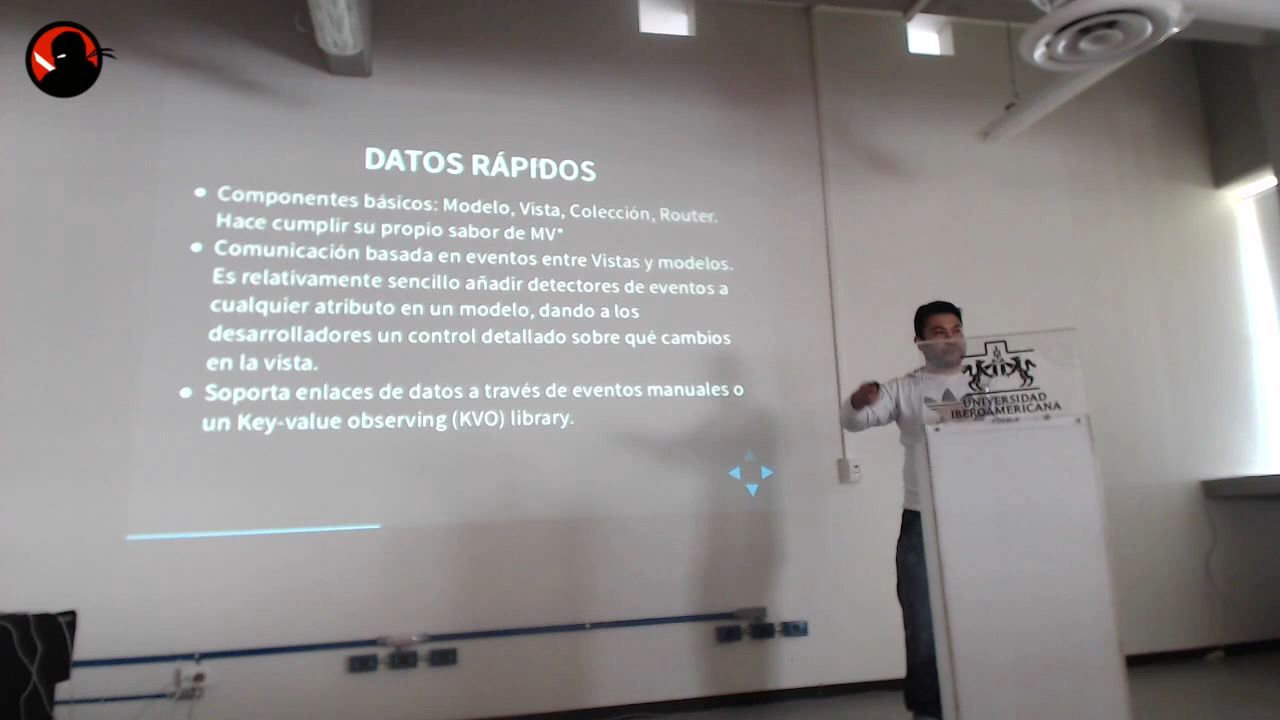 DATOS RÁPIDOS
• Componentes básicos: Modelo, Vista, Colección, Router.
Hace cumplir su propio sabor de MV*
• Comunicación basada en eventos entre Vistas y modelos.
Es relativamente sencillo añadir detectores de eventos a
cualquier atributo en un modelo, dando a los
desarrolladores un control detallado sobre qué cambios
en la vista.
• Soporta enlaces de datos a través de eventos manuales o
un Key-value observing (KVO) library.
UNIVERSIDAD
IBEROAMERICANA